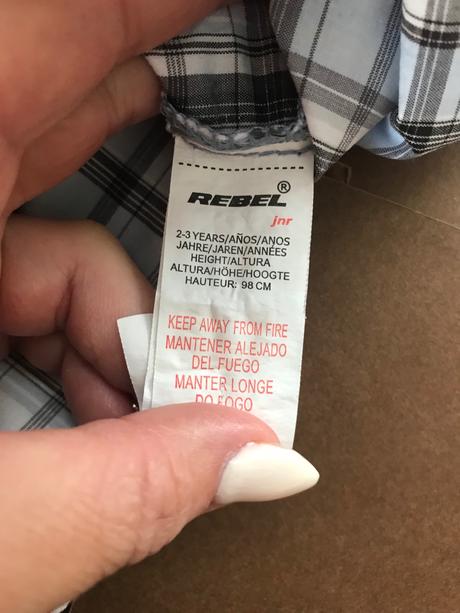 REBEL®
jnr
2-3 YEARS/AÑOS/ANOS
JAHRE/JAREN/ANNÉES
HEIGHT/ALTURA
ALTURA/HÖHE/HOOGTE
HAUTEUR: 98 CM
KEEP AWAY FROM FIRE
MANTENER ALEJADO
DEL FUEGO
MANTER LONGE
DO FOGO